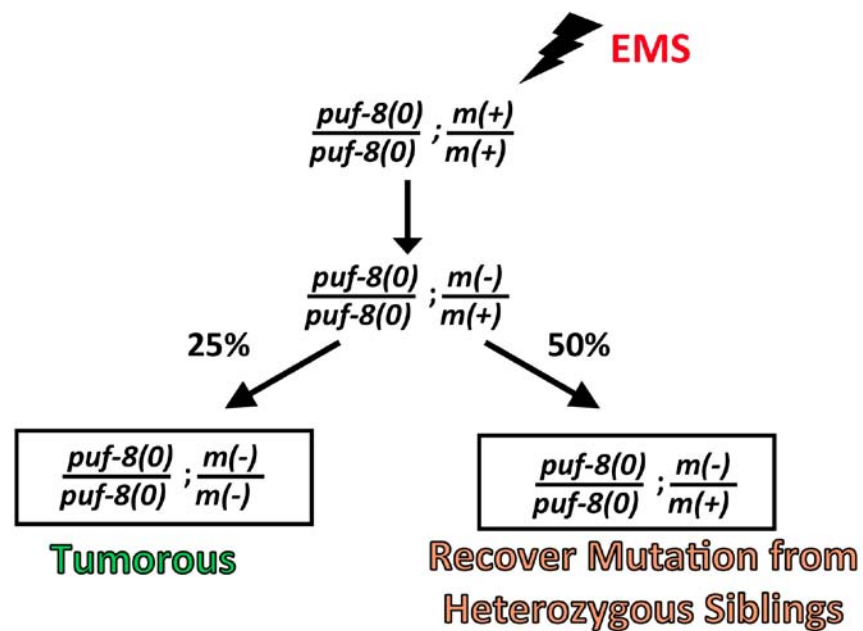 EMS
puf-8(0) ; m(+)
puf-8(0) m(+)
puf-8(0) ; m(-)
puf-8(0) m(+)
25% 50%
puf-8(0) ; m(-)
puf-8(0) m(-)
Tumorous
puf-8(0) ; m(-)
puf-8(0) m(+)
Recover Mutation from
Heterozygous Siblings